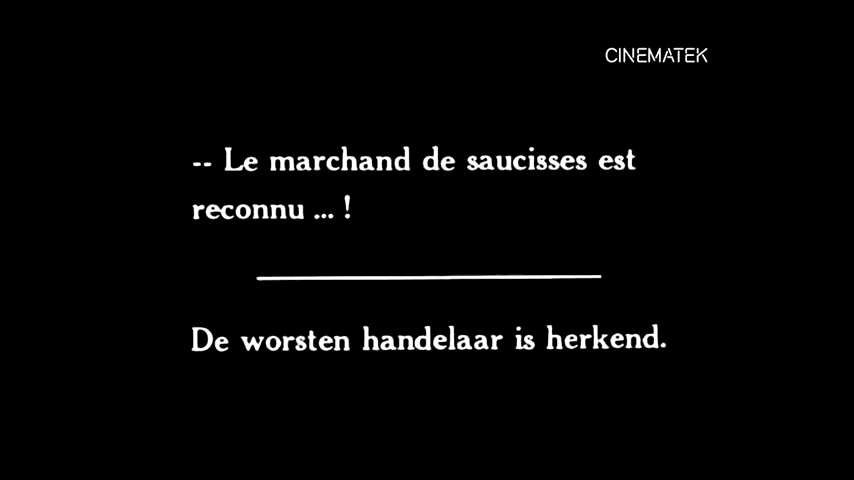 CINEMATEK
-- Le marchand de saucisses est
reconnu ... !
De worsten handelaar is herkend.